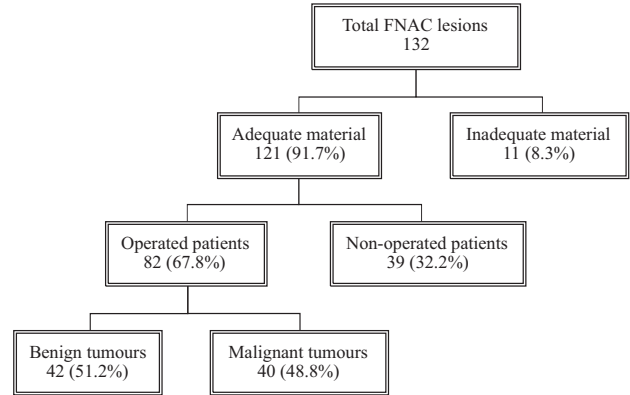 Total FNAC lesions
132
Adequate material
121 (91.7%)
Inadequate material
11 (8.3%)
Operated patients
82 (67.8%)
Non-operated patients
39 (32.2%)
Benign tumours
42 (51.2%)
Malignant tumours
40 (48.8%)